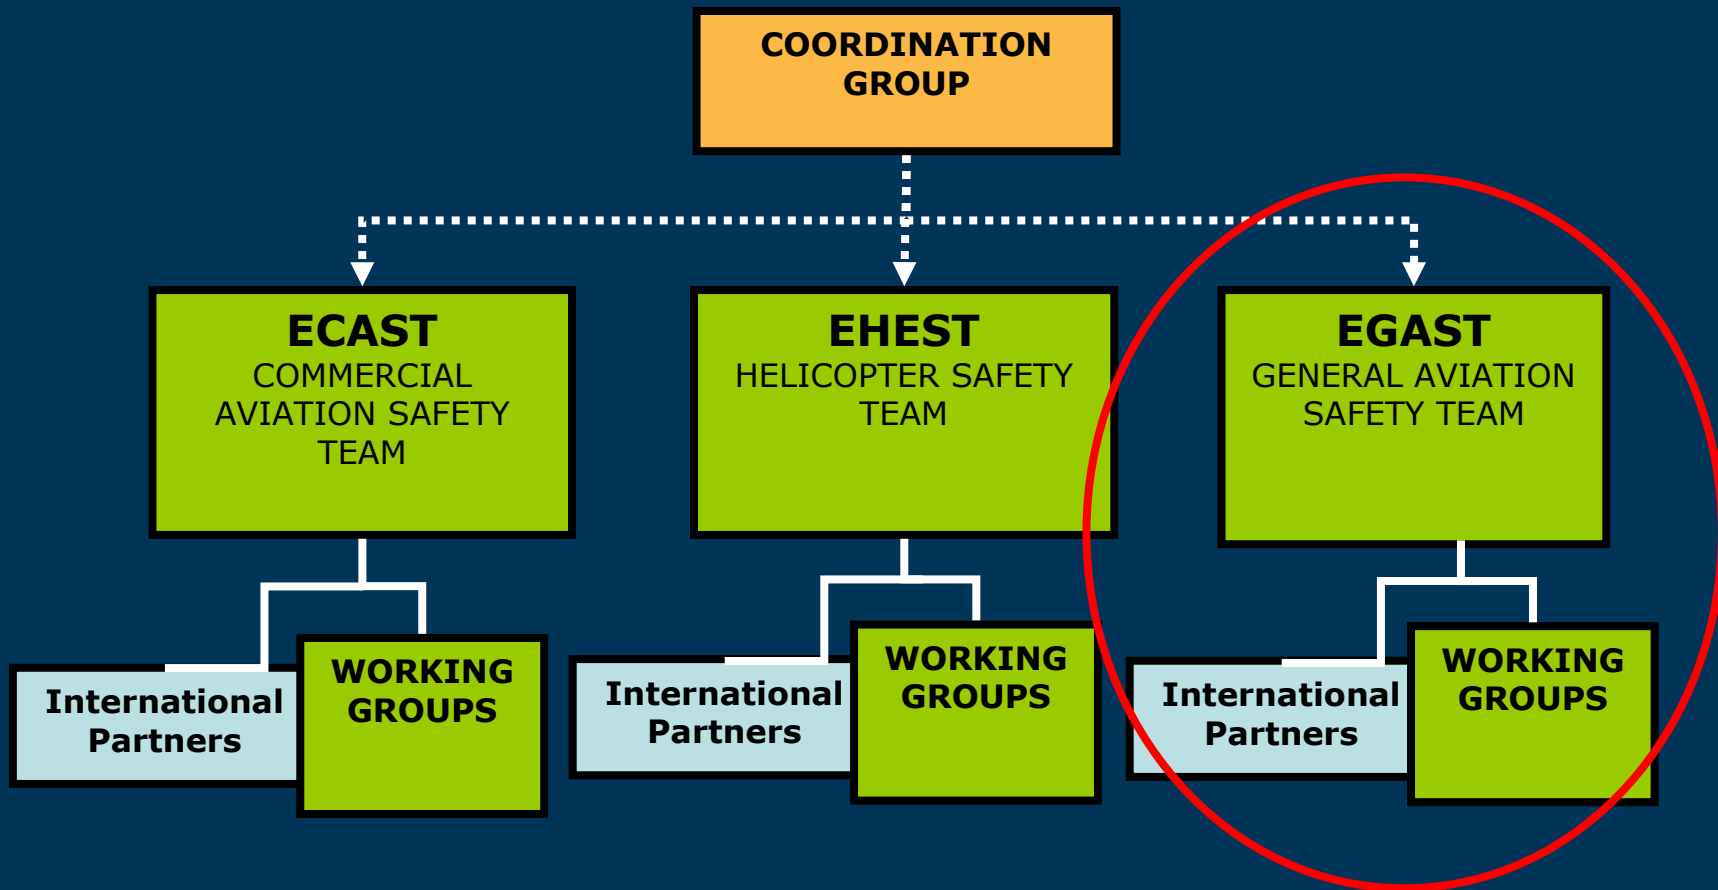 COORDINATION
GROUP
ECAST
COMMERCIAL
AVIATION SAFETY
TEAM
EHEST
HELICOPTER SAFETY
TEAM
EGAST
GENERAL AVIATION
SAFETY TEAM
International
Partners
WORKING
GROUPS
International
Partners
WORKING
GROUPS
International
Partners
WORKING
GROUPS